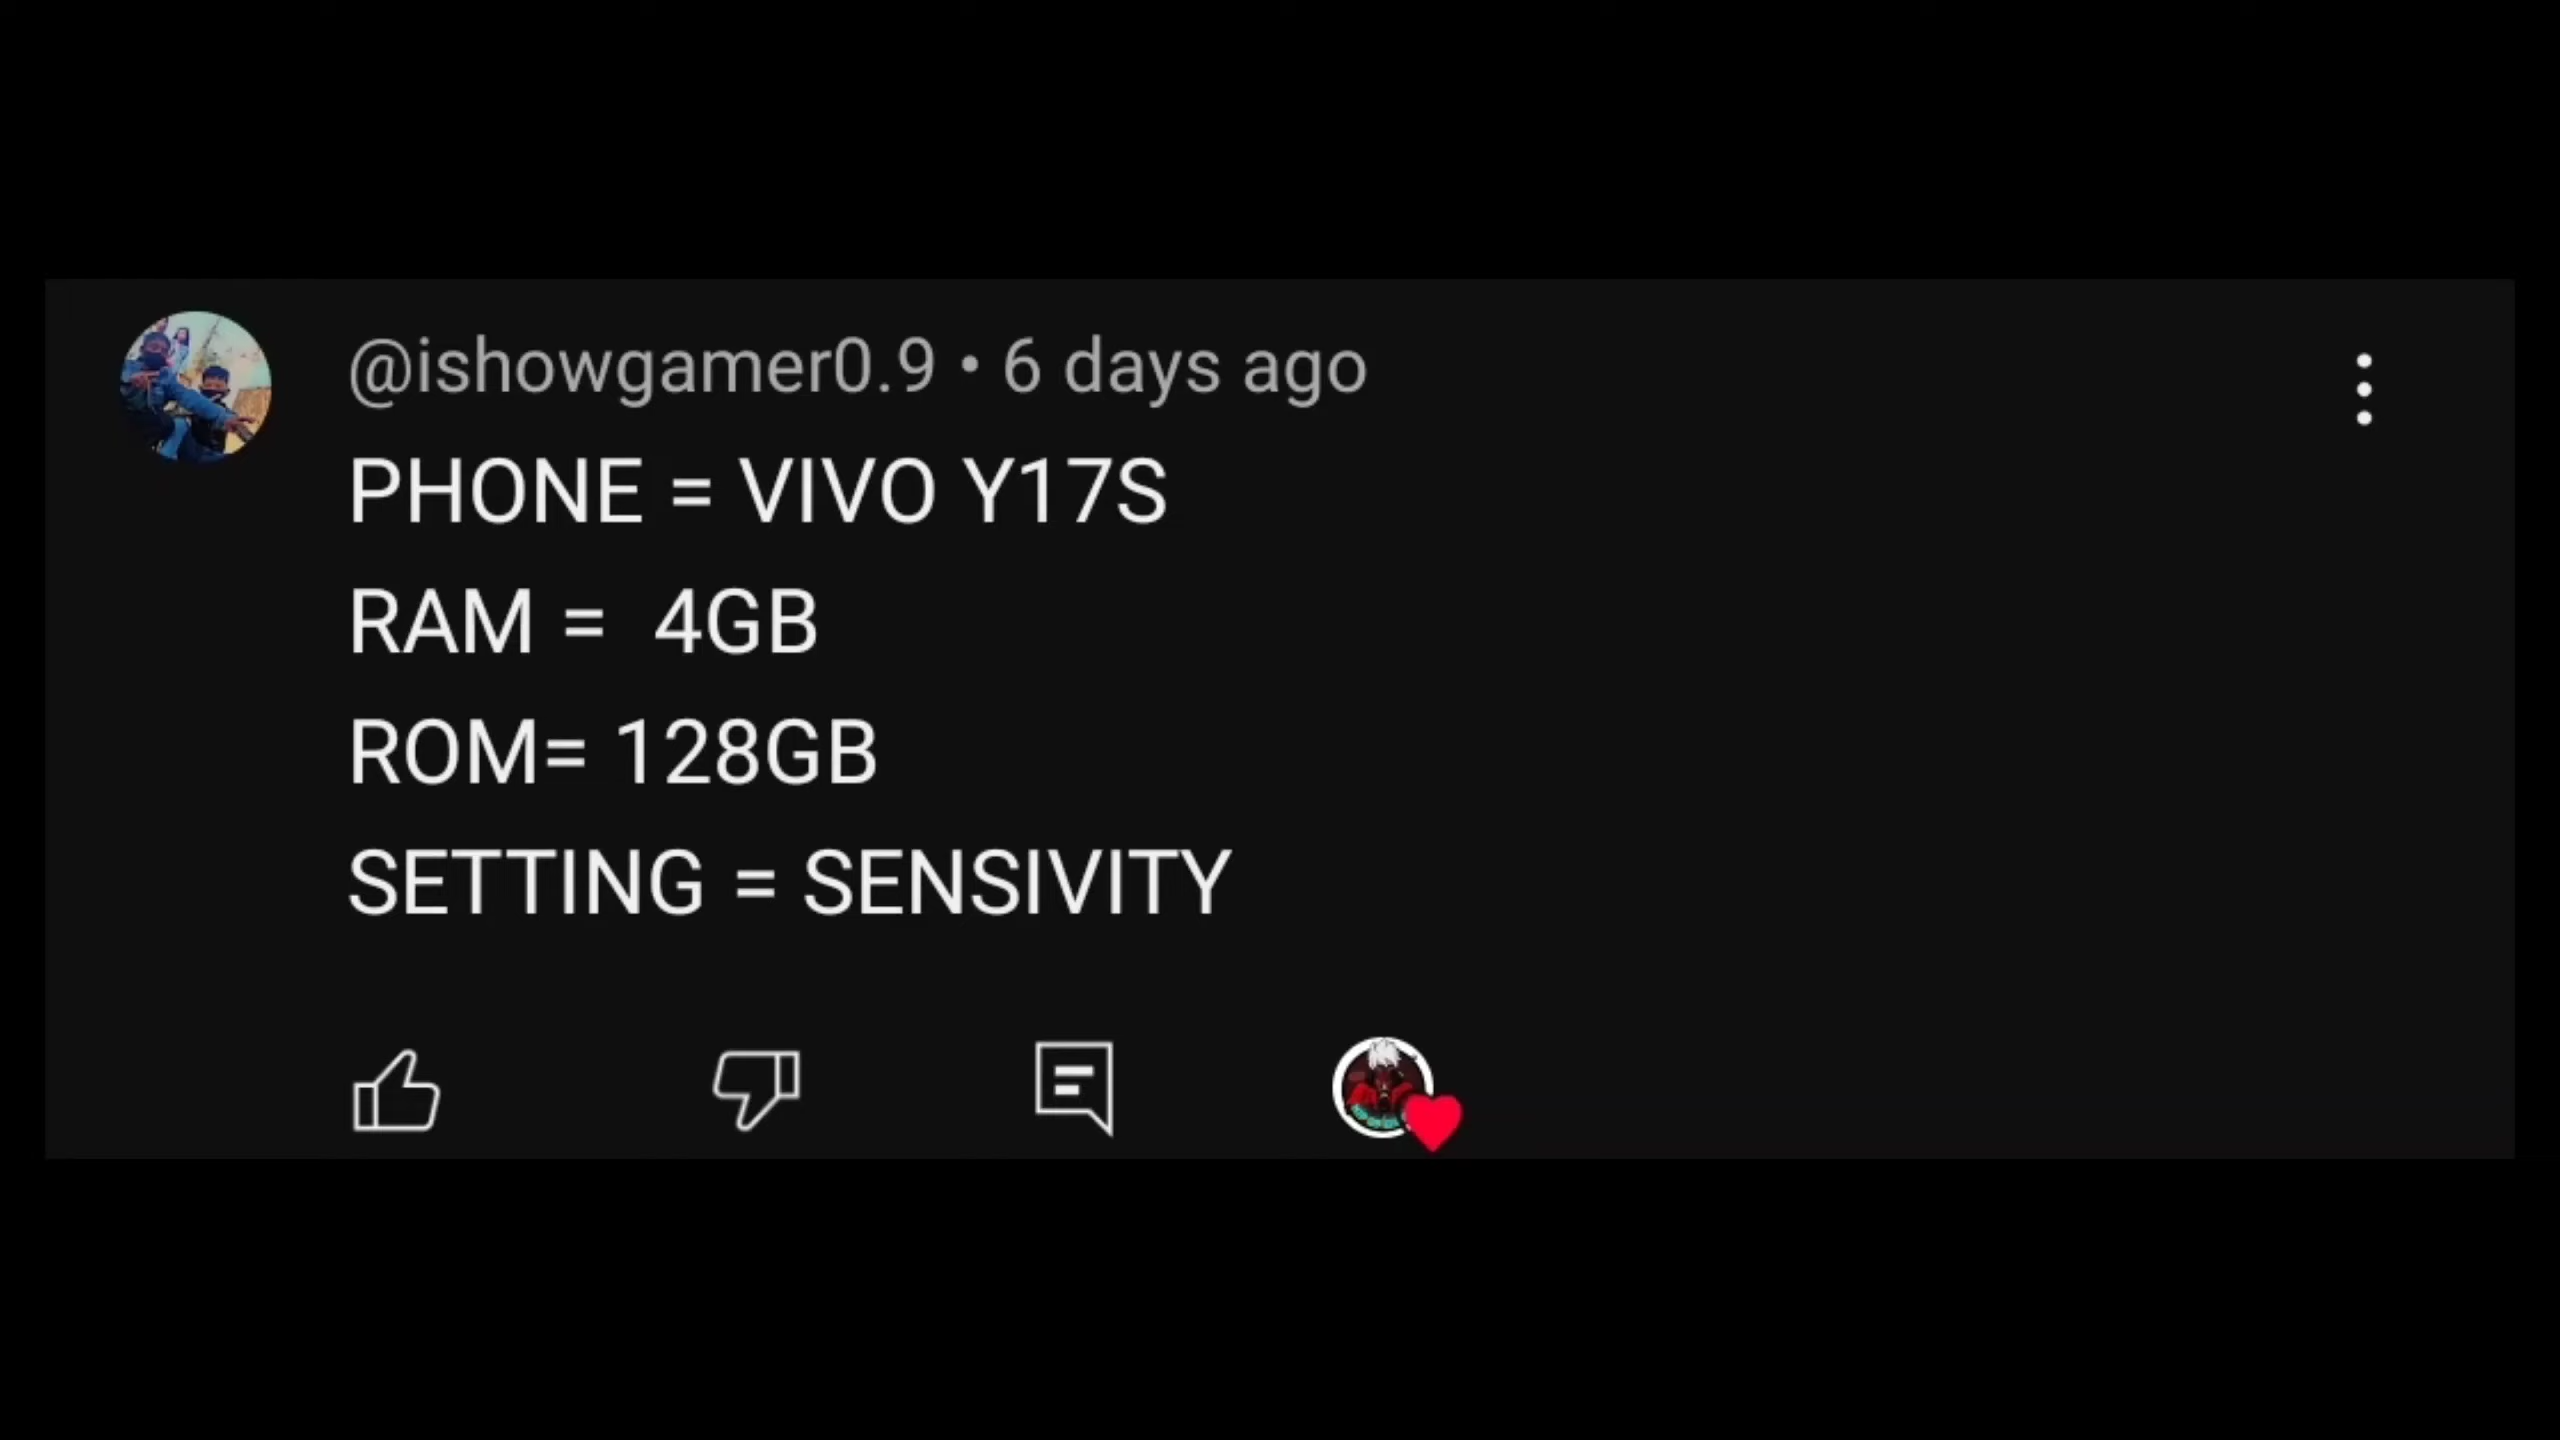 @ishowgamer0.9 • 6 days ago
PHONE = VIVO Y17S
RAM =  4GB
ROM= 128GB
SETTING = SENSIVITY